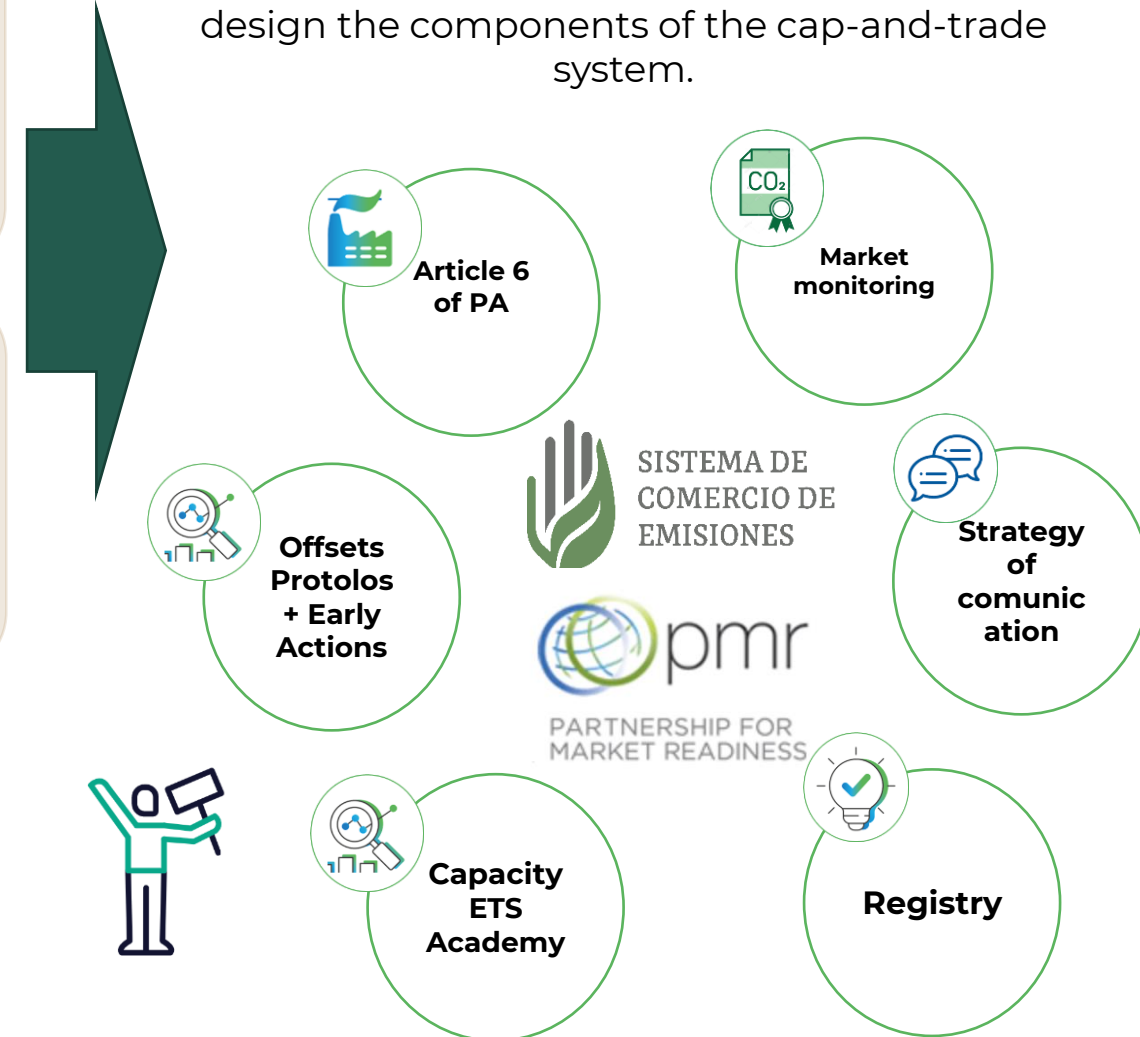 design the components of the cap-and-trade
system.
CO₂
Article 6
of PA
Market
monitoring
SISTEMA DE
COMERCIO DE
EMISIONES
Offsets
Protolos
+ Early
Actions
Strategy
of
comunic
ation
pmr
PARTNERSHIP FOR
MARKET READINESS
Capacity
ETS
Academy
Registry